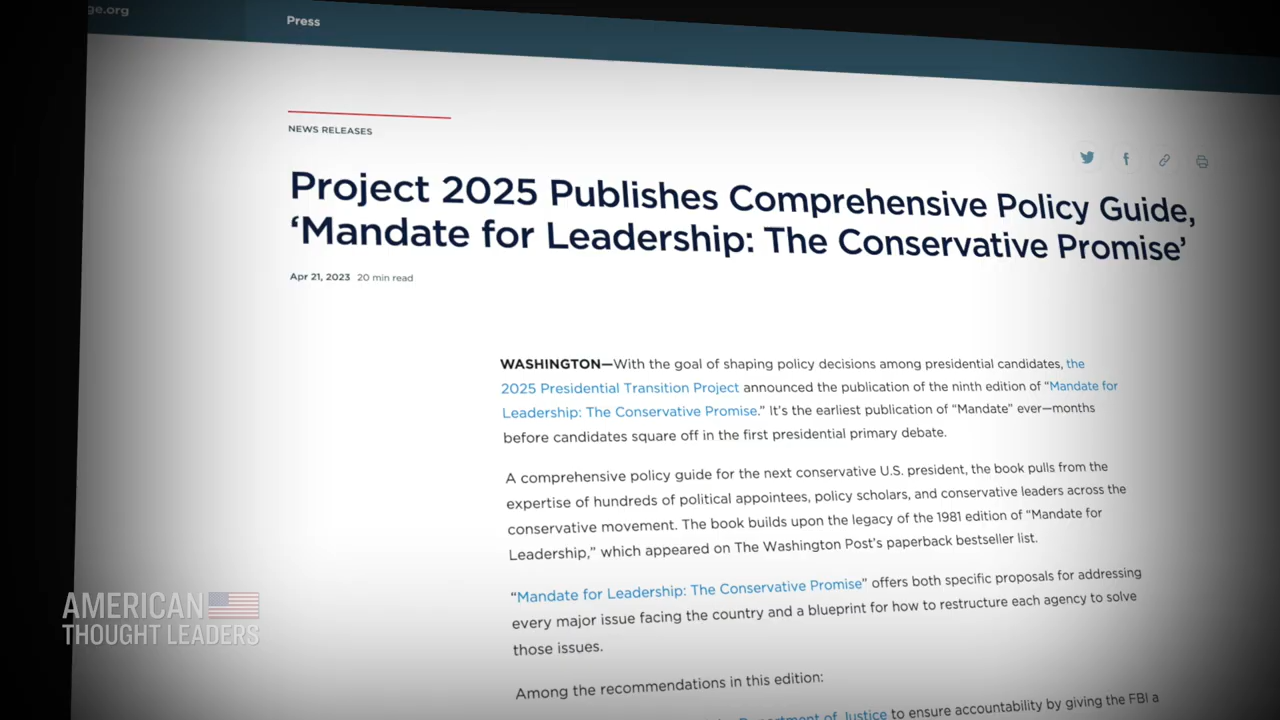 ge.org
Press
NEWS RELEASES
Project 2025 Publishes Comprehensive Policy Guide,
‘Mandate for Leadership: The Conservative Promise’
Apr 21, 2023 20 min read
WASHINGTON—With the goal of shaping policy decisions among presidential candidates, the
2025 Presidential Transition Project announced the publication of the ninth edition of “Mandate for
Leadership: The Conservative Promise.” It's the earliest publication of “Mandate” ever—months
before candidates square off in the first presidential primary debate.
A comprehensive policy guide for the next conservative U.S. president, the book pulls from the
expertise of hundreds of political appointees, policy scholars, and conservative leaders across the
conservative movement. The book builds upon the legacy of the 1981 edition of “Mandate for
Leadership,” which appeared on The Washington Post's paperback bestseller list.
“Mandate for Leadership: The Conservative Promise” offers both specific proposals for addressing
every major issue facing the country and a blueprint for how to restructure each agency to solve
those issues.
Among the recommendations in this edition:
Department of Justice to ensure accountability by giving the FBI a
AMERICAN
THOUGHT LEADERS